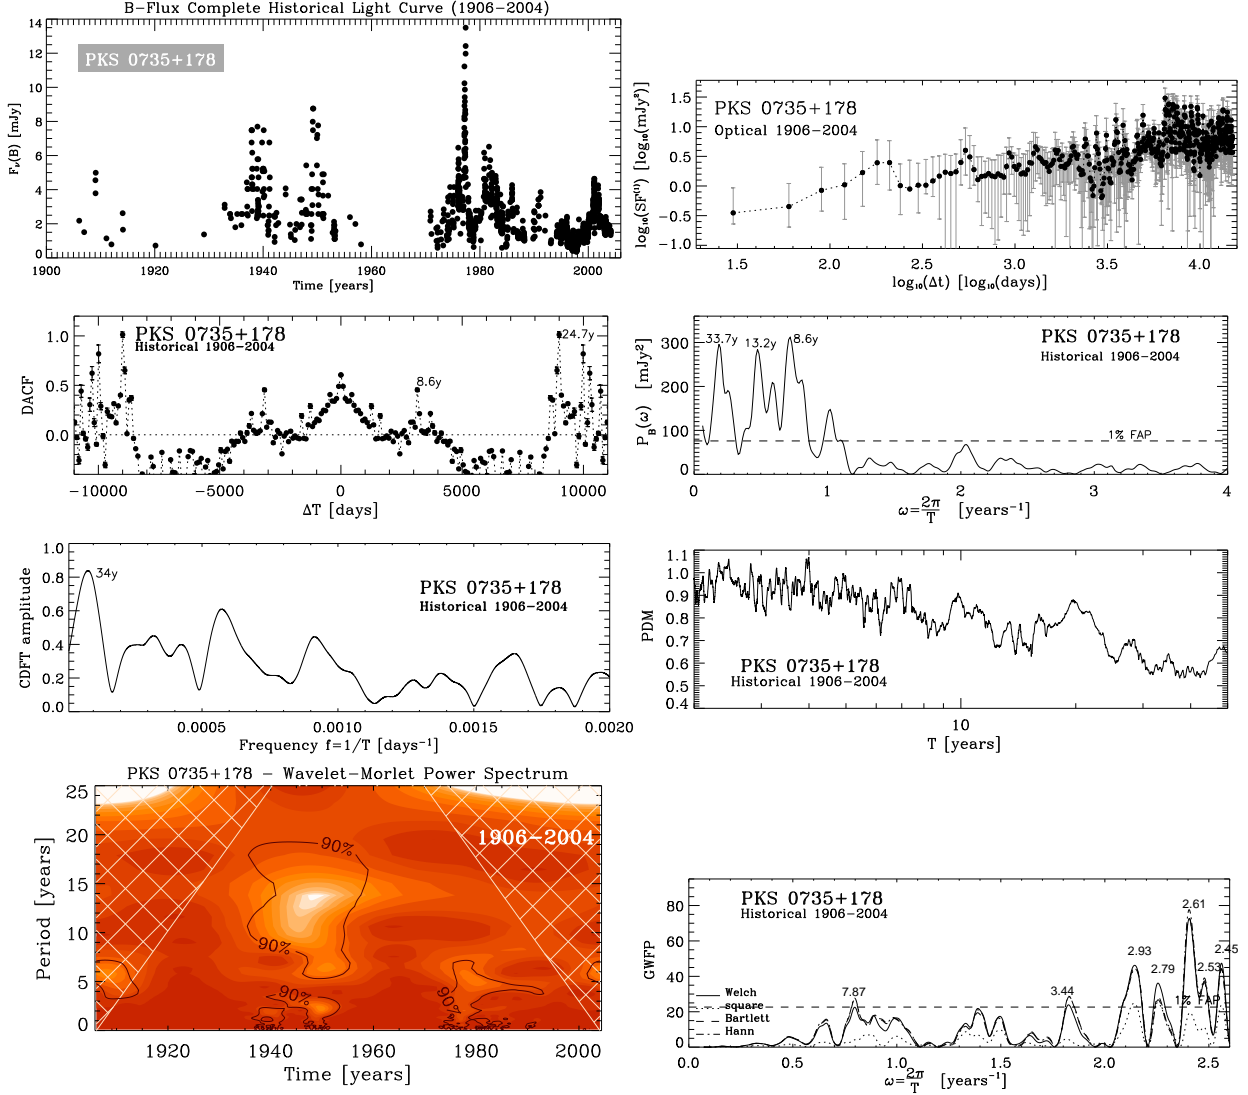 B-Flux Complete Historical Light Curve (1906-2004)
PKS 0735+178
F_ν(B) [mJy]
14
12
10
8
6
4
2
0
1900 1920 1940 1960 1980 2000
Time [years]
PKS 0735+178
Optical 1906-2004
log₁₀(SF⁽¹⁾) [log₁₀(mJy²)]
1.5
1.0
0.5
0.0
-0.5
-1.0
1.5 2.0 2.5 3.0 3.5 4.0
log₁₀(Δt) [log₁₀(days)]
PKS 0735+178
Historical 1906-2004
24.7y
8.6y
DACF
1.0
0.5
0.0
-10000 -5000 0 5000 10000
ΔT [days]
33.7y 13.2y 8.6y
PKS 0735+178
Historical 1906-2004
1% FAP
P_B(ω) [mJy²]
300
200
100
0
0 1 2 3 4
ω=2π/T [years⁻¹]
34y
PKS 0735+178
Historical 1906-2004
CDFT amplitude
1.0
0.8
0.6
0.4
0.2
0.0
0.0005 0.0010 0.0015 0.0020
Frequency f=1/T [days⁻¹]
PDM
1.1
1.0
0.9
0.8
0.7
0.6
0.5
0.4
PKS 0735+178
Historical 1906-2004
10
T [years]
PKS 0735+178 - Wavelet-Morlet Power Spectrum
1906-2004
90%
90%
90%
90%
Period [years]
25
20
15
10
5
0
1920 1940 1960 1980 2000
Time [years]
PKS 0735+178
Historical 1906-2004
GWFP
80
60
40
20
0
Welch
square
Bartlett
Hann
7.87
3.44
2.93
2.79
2.61
2.53
2.45
1% FAP
0.0 0.5 1.0 1.5 2.0 2.5
ω=2π/T [years⁻¹]